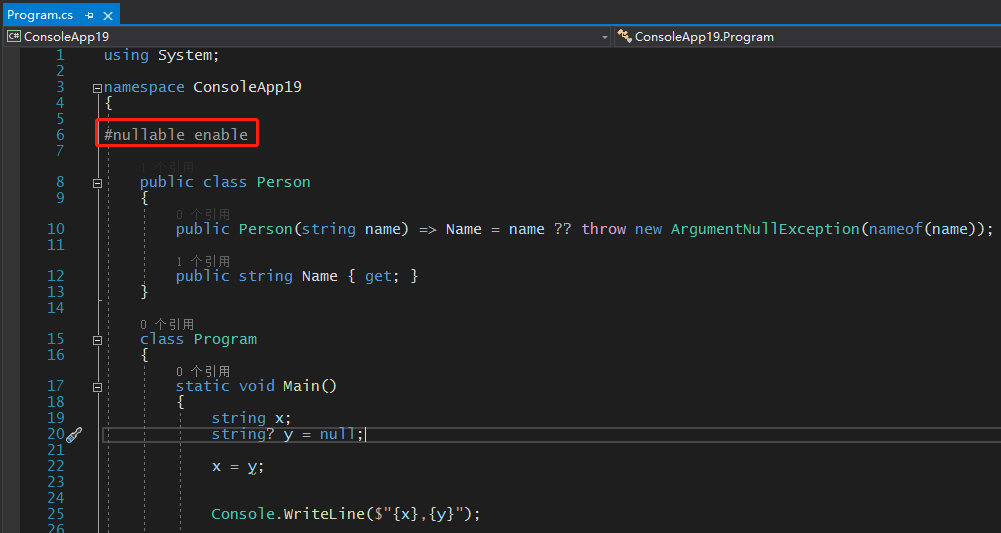 Program.cs
ConsoleApp19
ConsoleApp19.Program
1 using System;
2
3 namespace ConsoleApp19
4 {
5
6 #nullable enable
7
1 个引用
8 public class Person
9 {
0 个引用
10 public Person(string name) => Name = name ?? throw new ArgumentNullException(nameof(name));
11
1 个引用
12 public string Name { get; }
13 }
14
0 个引用
15 class Program
16 {
0 个引用
17 static void Main()
18 {
19 string x;
20 string? y = null;
21
22 x = y;
23
24
25 Console.WriteLine($"{x},{y}");
26